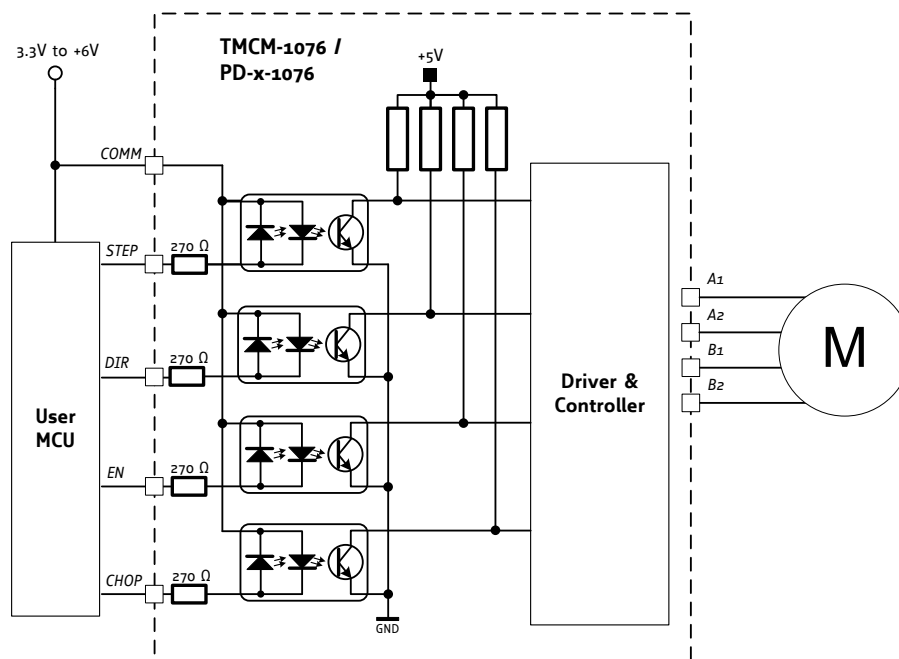 TMCM-1076 /
PD-x-1076
3.3V to +6V
+5V
COMM
STEP
270 Ω
DIR
270 Ω
EN
270 Ω
CHOP
270 Ω
User
MCU
Driver &
Controller
GND
A1
A2
B1
B2
M